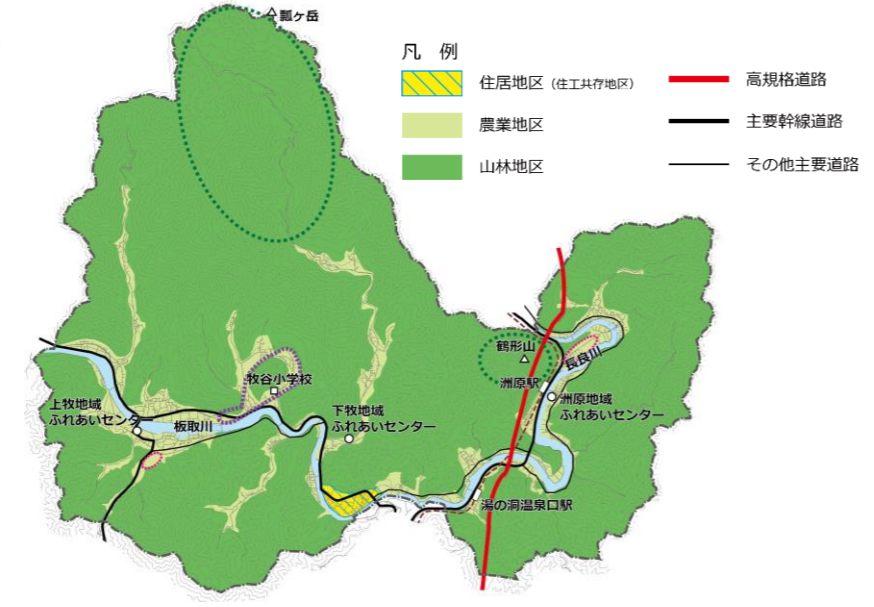 瓢ヶ岳
凡 例
住居地区（住工共存地区）
農業地区
山林地区
高規格道路
主要幹線道路
その他主要道路
鶴形山
長良川
洲原駅
洲原地域
ふれあいセンター
牧谷小学校
上牧地域
ふれあいセンター
板取川
下牧地域
ふれあいセンター
湯の洞温泉口駅